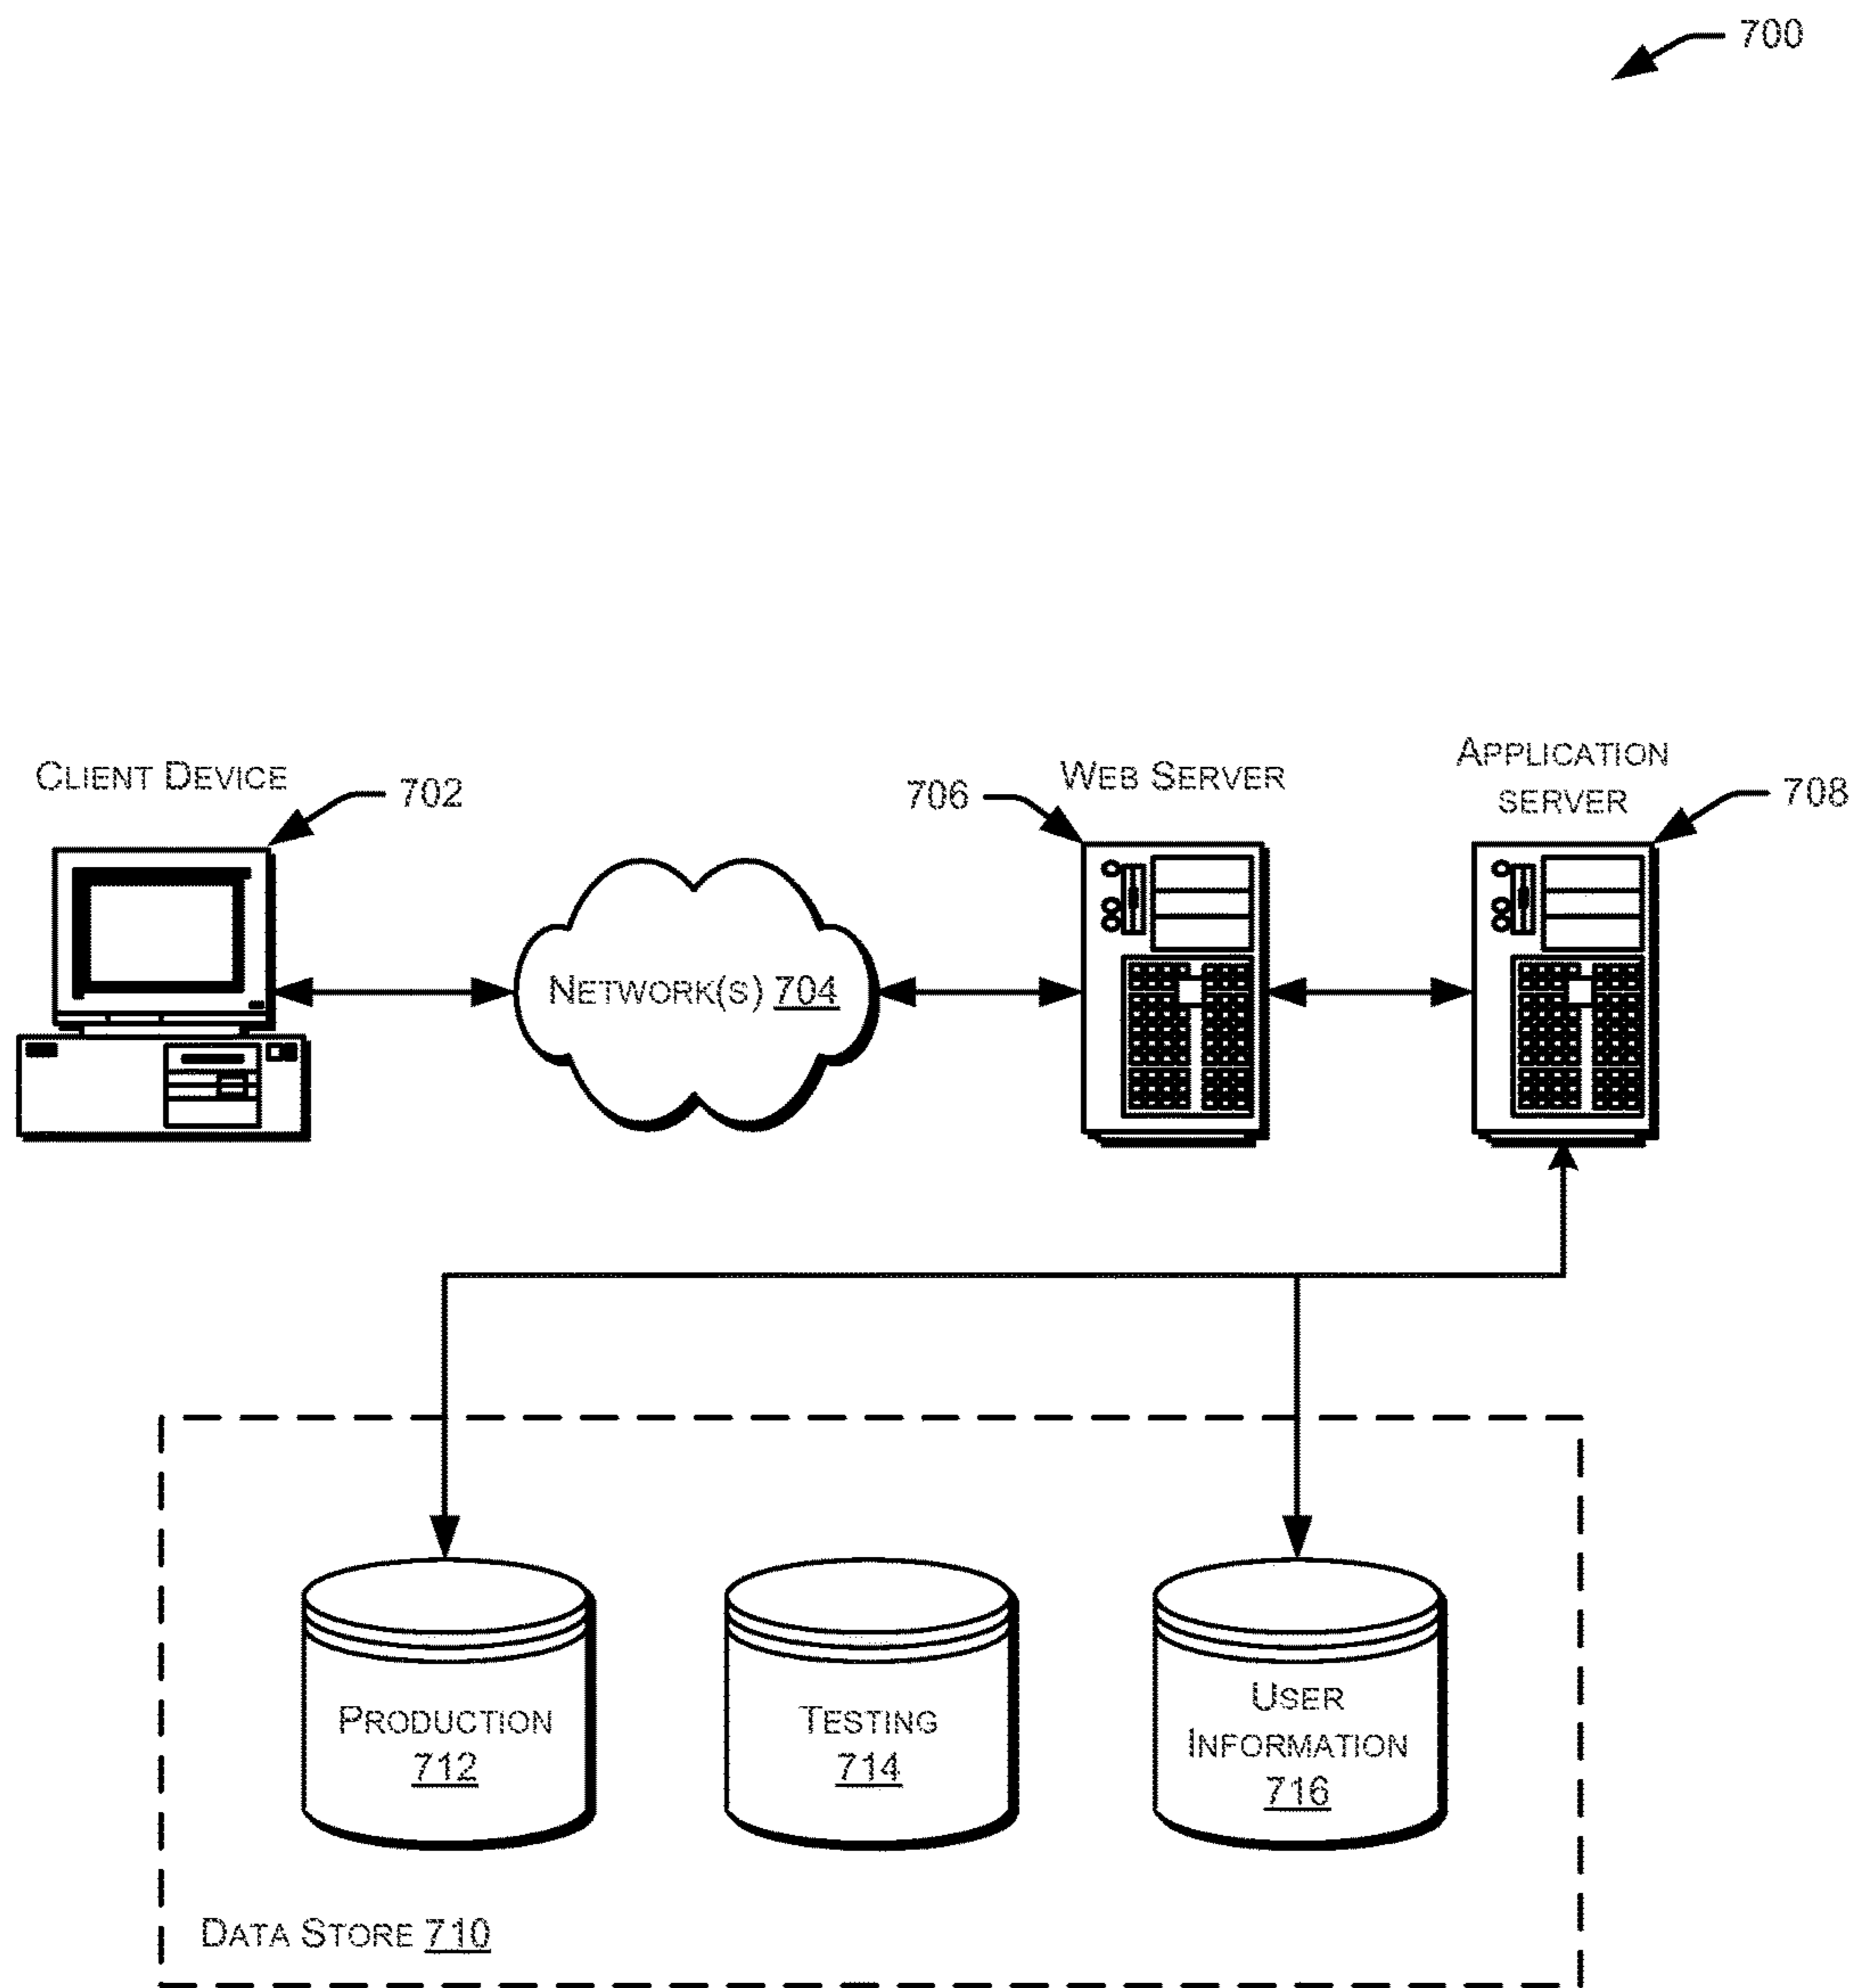 700
CLIENT DEVICE
702
706
WEB SERVER
APPLICATION
SERVER
708
NETWORK(S) 704
PRODUCTION
712
TESTING
714
USER
INFORMATION
716
DATA STORE 710